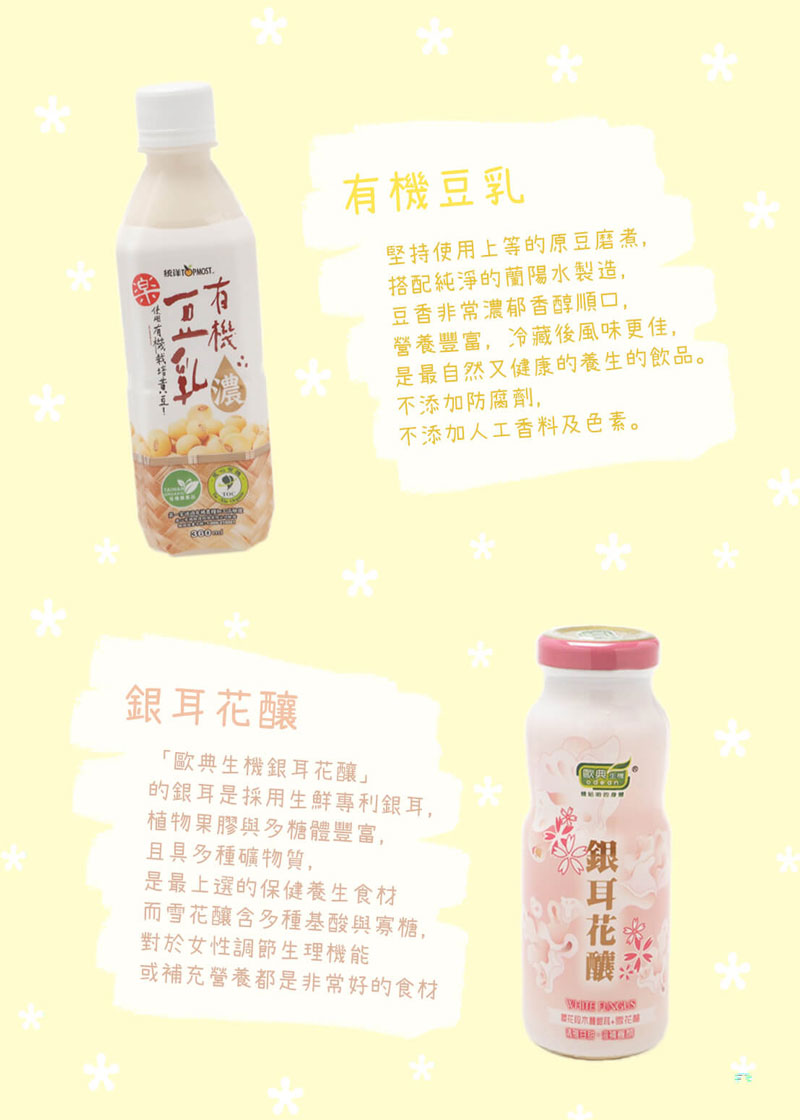 有機豆乳
堅持使用上等的原豆磨煮,
搭配純淨的蘭陽水製造,
豆香非常濃郁香醇順口,
營養豐富, 冷藏後風味更佳,
是最自然又健康的養生的飲品。
不添加防腐劑,
不添加人工香料及色素。
統洋TOPMOST.
樂
有機
豆乳
濃
使用有機栽培黃豆!
TAIWAN
ORGANIC
TOC
360ml
銀耳花釀
「歐典生機銀耳花釀」
的銀耳是採用生鮮專利銀耳,
植物果膠與多糖體豐富,
且具多種礦物質,
是最上選的保健養生食材
而雪花釀含多種基酸與寡糖,
對於女性調節生理機能
或補充營養都是非常好的食材
歐典生機
odean
®
銀耳花釀
WHITE FUNGUS